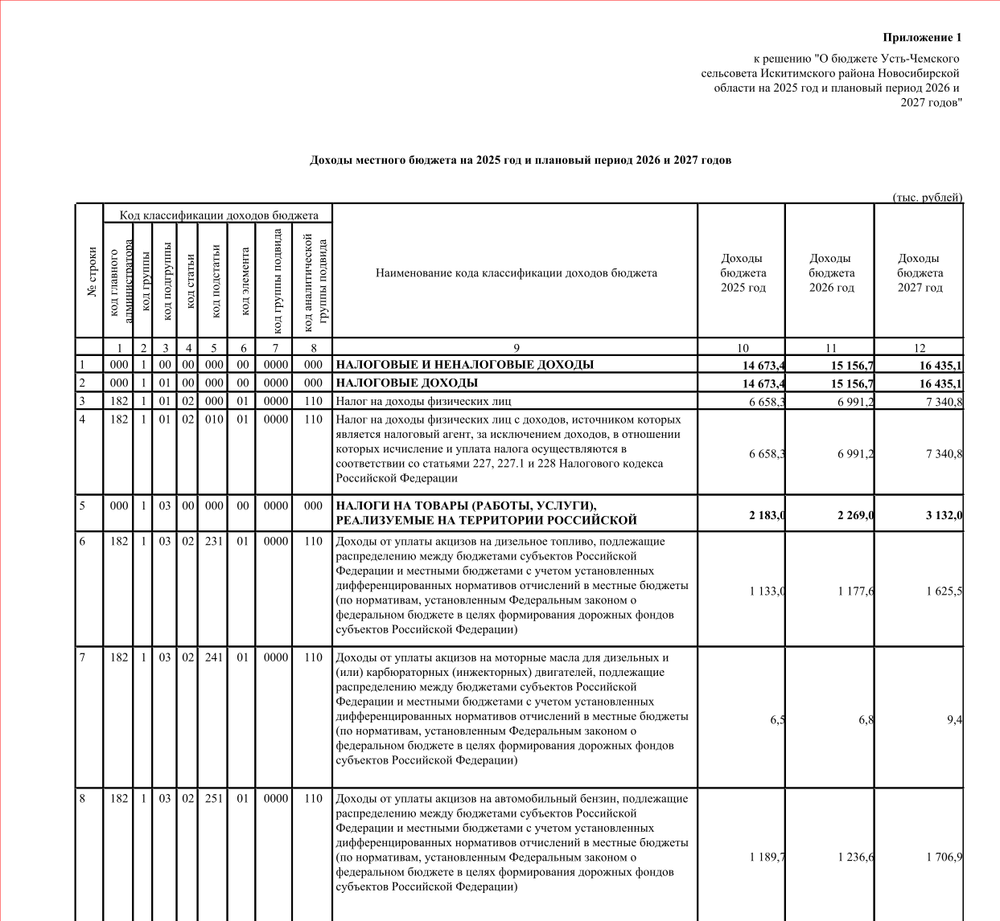 Приложение 1
к решению "О бюджете Усть-Чемского
сельсовета Искитимского района Новосибирской
области на 2025 год и плановый период 2026 и
2027 годов"
Доходы местного бюджета на 2025 год и плановый период 2026 и 2027 годов
(тыс. рублей)
№ строки
Код классификации доходов бюджета
код главного
администратора
код группы
код подгруппы
код статьи
код подстатьи
код элемента
код группы подвида
код аналитической
группы подвида
Наименование кода классификации доходов бюджета
Доходы
бюджета
2025 год
Доходы
бюджета
2026 год
Доходы
бюджета
2027 год
1 2 3 4 5 6 7 8 9 10 11 12
1 000 1 00 00 000 00 0000 000 НАЛОГОВЫЕ И НЕНАЛОГОВЫЕ ДОХОДЫ 14 673,4 15 156,7 16 435,1
2 000 1 01 00 000 00 0000 000 НАЛОГОВЫЕ ДОХОДЫ 14 673,4 15 156,7 16 435,1
3 182 1 01 02 000 01 0000 110 Налог на доходы физических лиц 6 658,3 6 991,2 7 340,8
4 182 1 01 02 010 01 0000 110 Налог на доходы физических лиц с доходов, источником которых
является налоговый агент, за исключением доходов, в отношении
которых исчисление и уплата налога осуществляются в
соответствии со статьями 227, 227.1 и 228 Налогового кодекса
Российской Федерации
6 658,3 6 991,2 7 340,8
5 000 1 03 00 000 00 0000 000 НАЛОГИ НА ТОВАРЫ (РАБОТЫ, УСЛУГИ),
РЕАЛИЗУЕМЫЕ НА ТЕРРИТОРИИ РОССИЙСКОЙ
2 183,0 2 269,0 3 132,0
6 182 1 03 02 231 01 0000 110 Доходы от уплаты акцизов на дизельное топливо, подлежащие
распределению между бюджетами субъектов Российской
Федерации и местными бюджетами с учетом установленных
дифференцированных нормативов отчислений в местные бюджеты
(по нормативам, установленным Федеральным законом о
федеральном бюджете в целях формирования дорожных фондов
субъектов Российской Федерации)
1 133,0 1 177,6 1 625,5
7 182 1 03 02 241 01 0000 110 Доходы от уплаты акцизов на моторные масла для дизельных и
(или) карбюраторных (инжекторных) двигателей, подлежащие
распределению между бюджетами субъектов Российской
Федерации и местными бюджетами с учетом установленных
дифференцированных нормативов отчислений в местные бюджеты
(по нормативам, установленным Федеральным законом о
федеральном бюджете в целях формирования дорожных фондов
субъектов Российской Федерации)
6,5 6,8 9,4
8 182 1 03 02 251 01 0000 110 Доходы от уплаты акцизов на автомобильный бензин, подлежащие
распределению между бюджетами субъектов Российской
Федерации и местными бюджетами с учетом установленных
дифференцированных нормативов отчислений в местные бюджеты
(по нормативам, установленным Федеральным законом о
федеральном бюджете в целях формирования дорожных фондов
субъектов Российской Федерации)
1 189,7 1 236,6 1 706,9